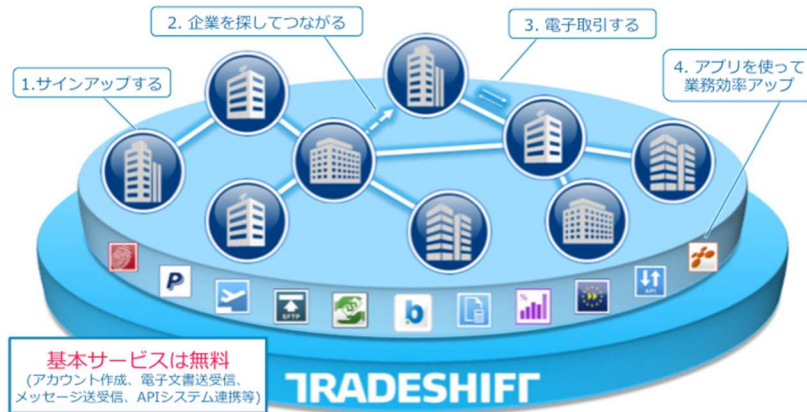 2. 企業を探してつながる
3. 電子取引する
1.サインアップする
4. アプリを使って
業務効率アップ
SFTP
API
基本サービスは無料
(アカウント作成、電子文書送受信、
メッセージ送受信、APIシステム連携等)
TRADESHIFT